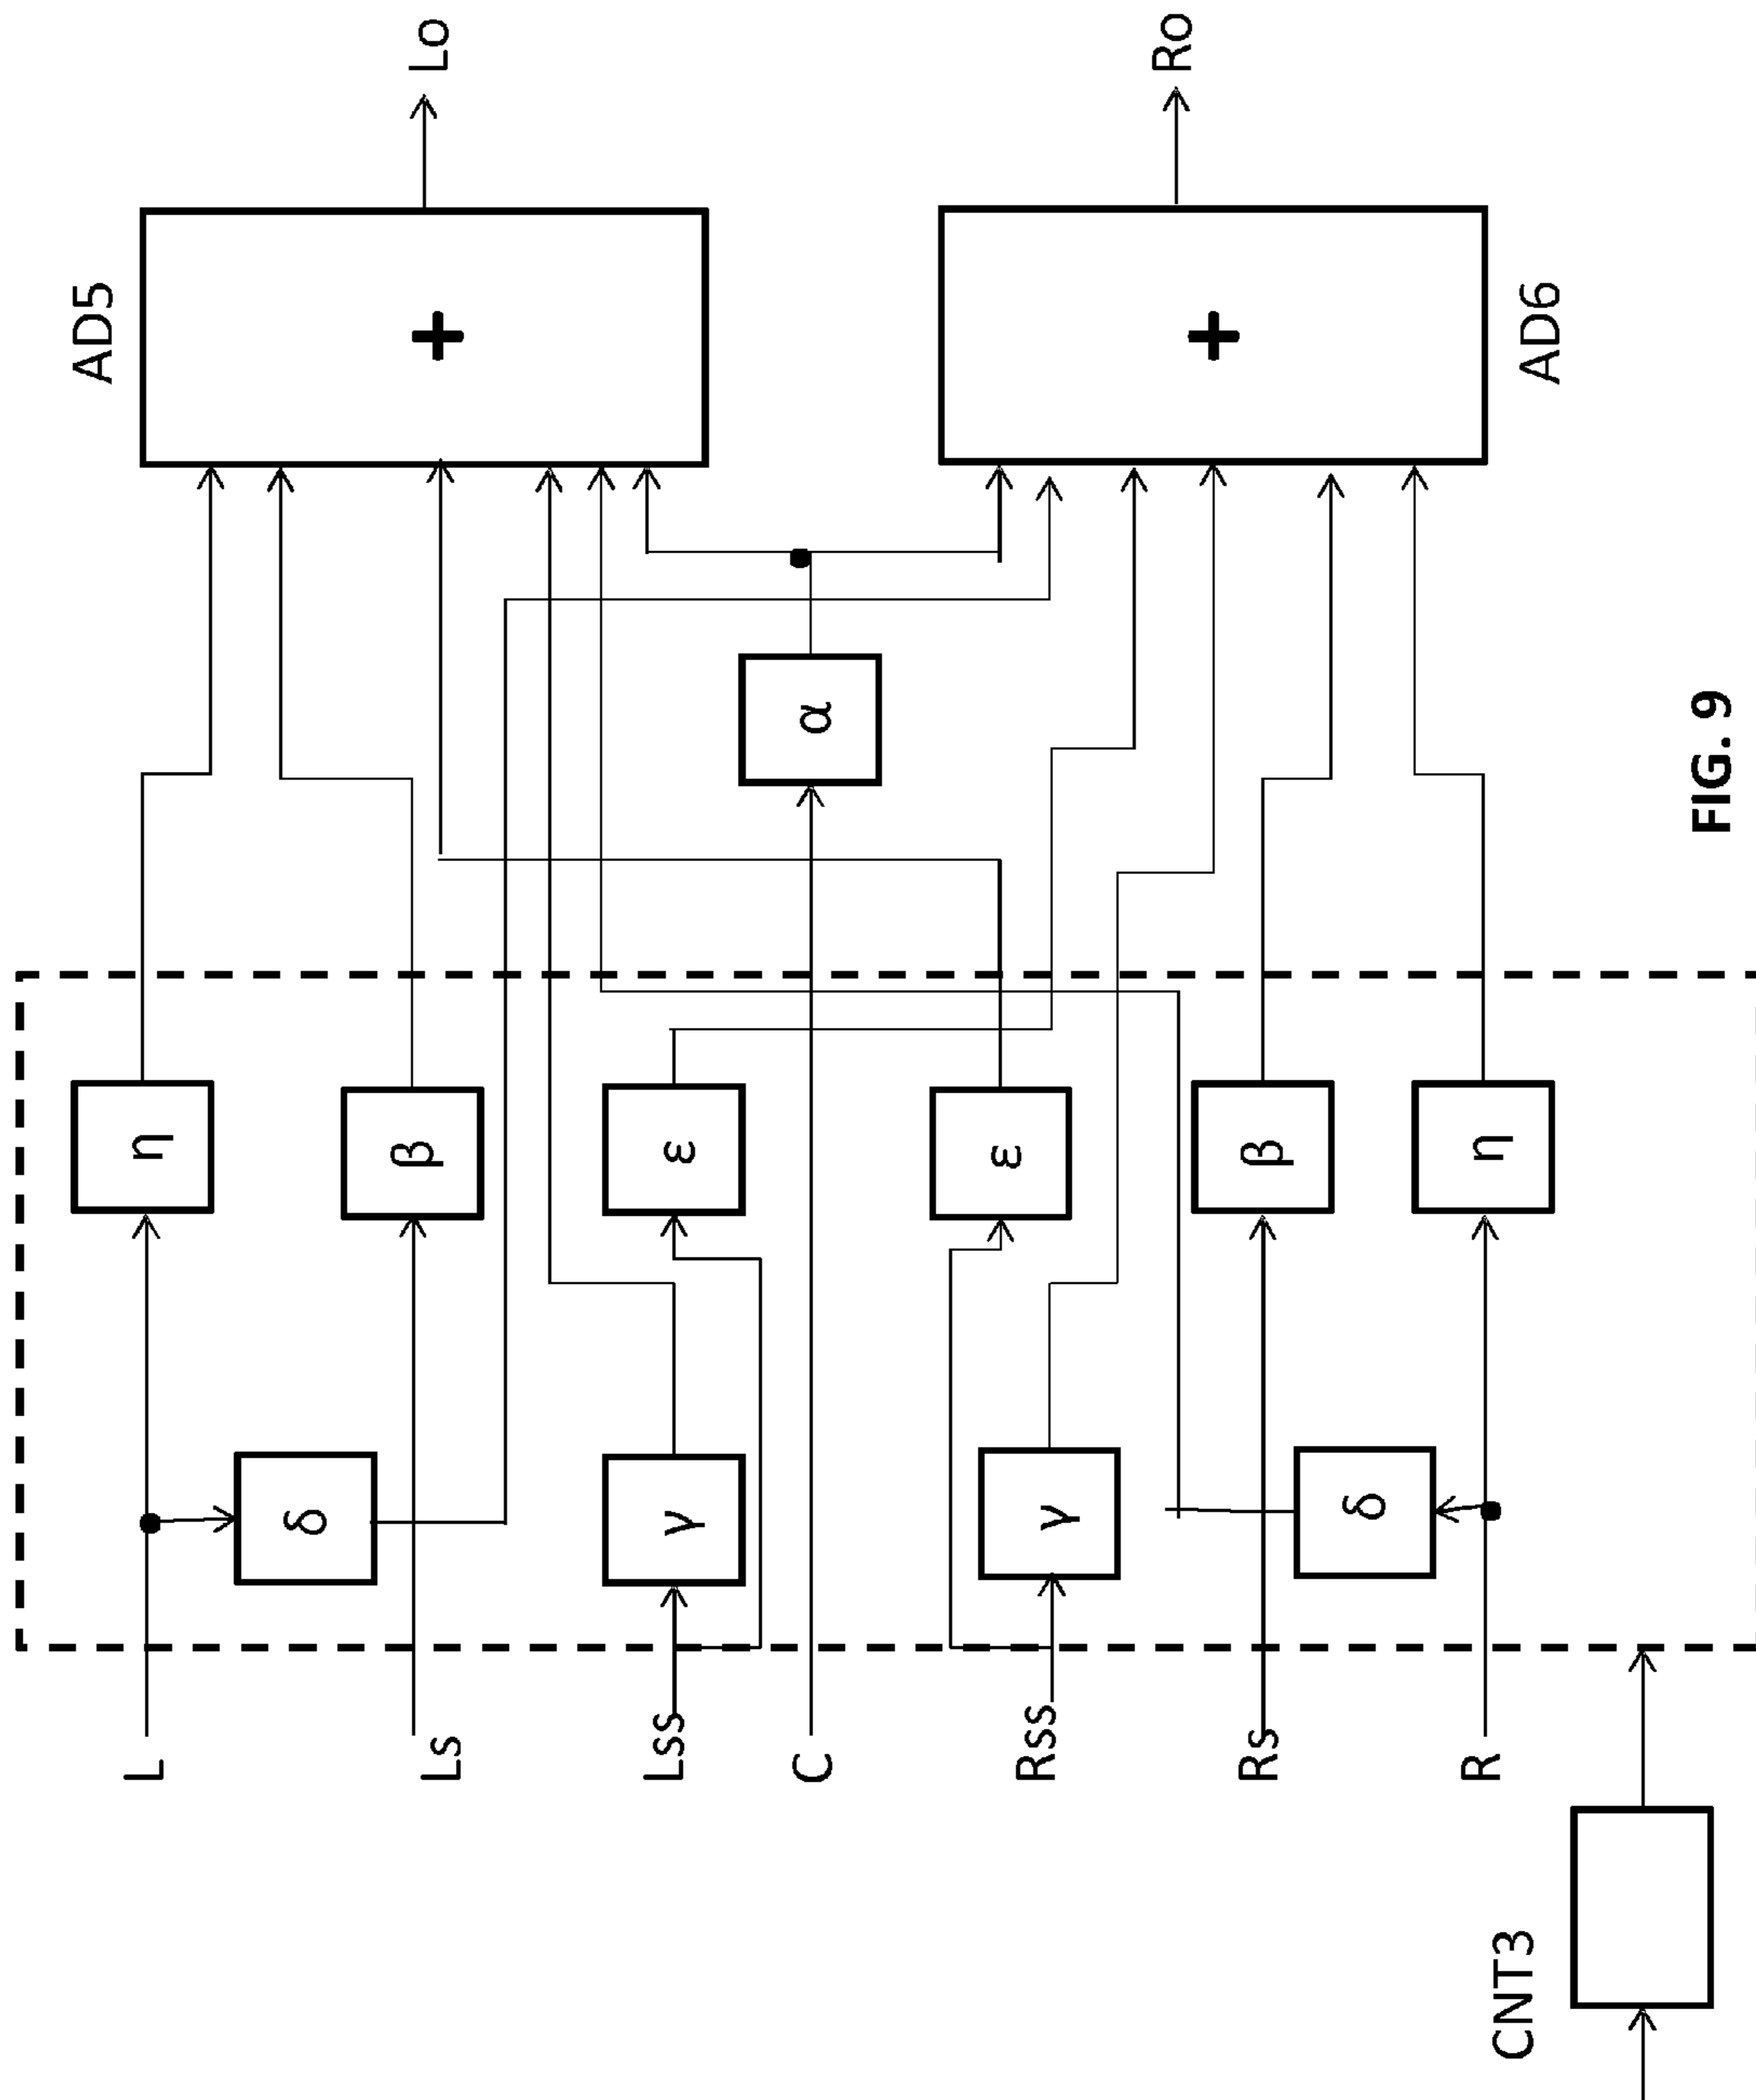 L
Ls
Lss
C
Rss
Rs
R
CNT3
δ
γ
γ
δ
η
β
ε
ε
β
η
α
AD5
+
+
AD6
Lo
Ro
FIG. 9